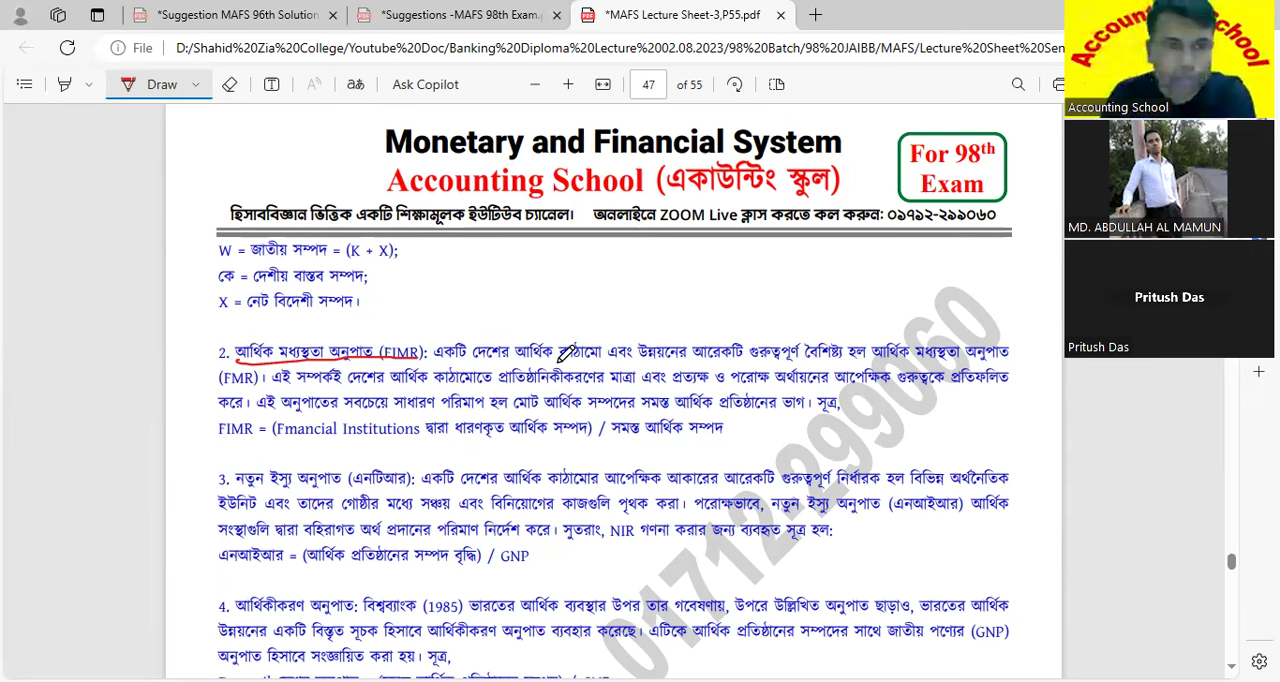 *Suggestion MAFS 96th Solution
*Suggestions -MAFS 98th Exam.
*MAFS Lecture Sheet-3,P55.pdf
File D:/Shahid%20Zia%20College/Youtube%20Doc/Banking%20Diploma%20Lecture%2002.08.2023/98%20Batch/98%20JAIBB/MAFS/Lecture%20Sheet%20Sen
Draw Ask Copilot 47 of 55
Accounting School
Accounting School
MD. ABDULLAH AL MAMUN
Pritush Das
Pritush Das
Monetary and Financial System
Accounting School (একাউন্টিং স্কুল)
For 98th
Exam
হিসাববিজ্ঞান ভিত্তিক একটি শিক্ষামূলক ইউটিউব চ্যানেল। অনলাইনে ZOOM Live ক্লাস করতে কল করুন: ০১৭১২-২৯৯০৬০
W = জাতীয় সম্পদ = (K + X);
কে = দেশীয় বাস্তব সম্পদ;
X = নেট বিদেশী সম্পদ।
2. আর্থিক মধ্যস্থতা অনুপাত (FIMR): একটি দেশের আর্থিক কাঠামো এবং উন্নয়নের আরেকটি গুরুত্বপূর্ণ বৈশিষ্ট্য হল আর্থিক মধ্যস্থতা অনুপাত
(FMR)। এই সম্পর্কই দেশের আর্থিক কাঠামোতে প্রাতিষ্ঠানিকীকরণের মাত্রা এবং প্রত্যক্ষ ও পরোক্ষ অর্থায়নের আপেক্ষিক গুরুত্বকে প্রতিফলিত
করে। এই অনুপাতের সবচেয়ে সাধারণ পরিমাপ হল মোট আর্থিক সম্পদের সমস্ত আর্থিক প্রতিষ্ঠানের ভাগ। সূত্র,
FIMR = (Fmancial Institutions দ্বারা ধারণকৃত আর্থিক সম্পদ) / সমস্ত আর্থিক সম্পদ
3. নতুন ইস্যু অনুপাত (এনটিআর): একটি দেশের আর্থিক কাঠামোর আপেক্ষিক আকারের আরেকটি গুরুত্বপূর্ণ নির্ধারক হল বিভিন্ন অর্থনৈতিক
ইউনিট এবং তাদের গোষ্ঠীর মধ্যে সঞ্চয় এবং বিনিয়োগের কাজগুলি পৃথক করা। পরোক্ষভাবে, নতুন ইস্যু অনুপাত (এনআইআর) আর্থিক
সংস্থাগুলি দ্বারা বহিরাগত অর্থ প্রদানের পরিমাণ নির্দেশ করে। সুতরাং, NIR গণনা করার জন্য ব্যবহৃত সূত্র হল:
এনআইআর = (আর্থিক প্রতিষ্ঠানের সম্পদ বৃদ্ধি) / GNP
4. আর্থিকীকরণ অনুপাত: বিশ্বব্যাংক (1985) ভারতের আর্থিক ব্যবস্থার উপর তার গবেষণায়, উপরে উল্লিখিত অনুপাত ছাড়াও, ভারতের আর্থিক
উন্নয়নের একটি বিস্তৃত সূচক হিসাবে আর্থিকীকরণ অনুপাত ব্যবহার করেছে। এটিকে আর্থিক প্রতিষ্ঠানের সম্পদের সাথে জাতীয় পণ্যের (GNP)
অনুপাত হিসাবে সংজ্ঞায়িত করা হয়। সূত্র,
01712-299060